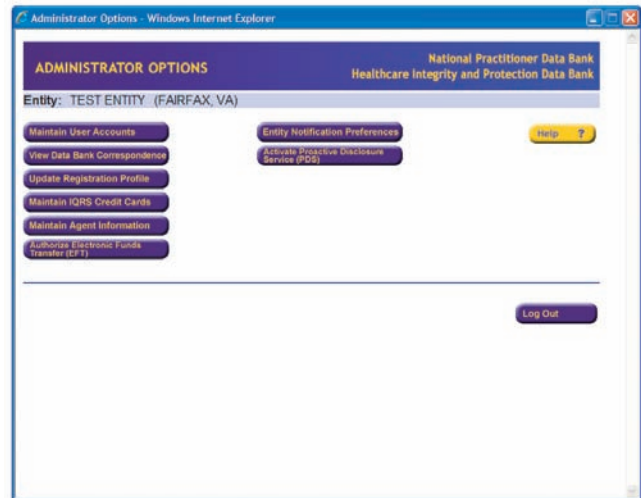 Administrator Options - Windows Internet Explorer
ADMINISTRATOR OPTIONS
National Practitioner Data Bank
Healthcare Integrity and Protection Data Bank
Entity: TEST ENTITY (FAIRFAX, VA)
Maintain User Accounts
View Data Bank Correspondence
Update Registration Profile
Maintain IQRS Credit Cards
Maintain Agent Information
Authorize Electronic Funds
Transfer (EFT)
Entity Notification Preferences
Activate Proactive Disclosure
Service (PDS)
Help ?
Log Out